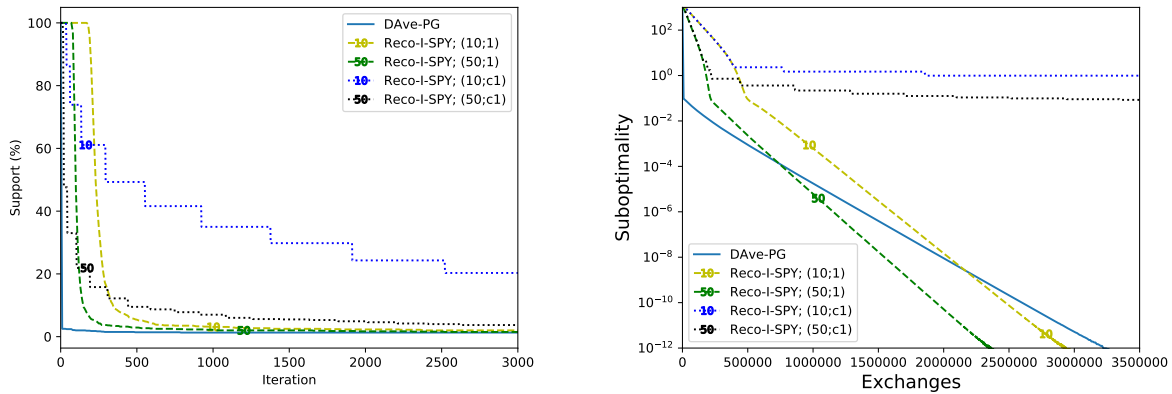 100
80
60
40
20
0
Support (%)
0 500 1000 1500 2000 2500 3000
Iteration
DAve-PG
10 Reco-I-SPY; (10;1)
50 Reco-I-SPY; (50;1)
10 Reco-I-SPY; (10;c1)
50 Reco-I-SPY; (50;c1)
10
50
10
50
10^2
10^0
10^-2
10^-4
10^-6
10^-8
10^-10
10^-12
Suboptimality
0 500000 1000000 1500000 2000000 2500000 3000000 3500000
Exchanges
10
50
10
DAve-PG
10 Reco-I-SPY; (10;1)
50 Reco-I-SPY; (50;1)
10 Reco-I-SPY; (10;c1)
50 Reco-I-SPY; (50;c1)